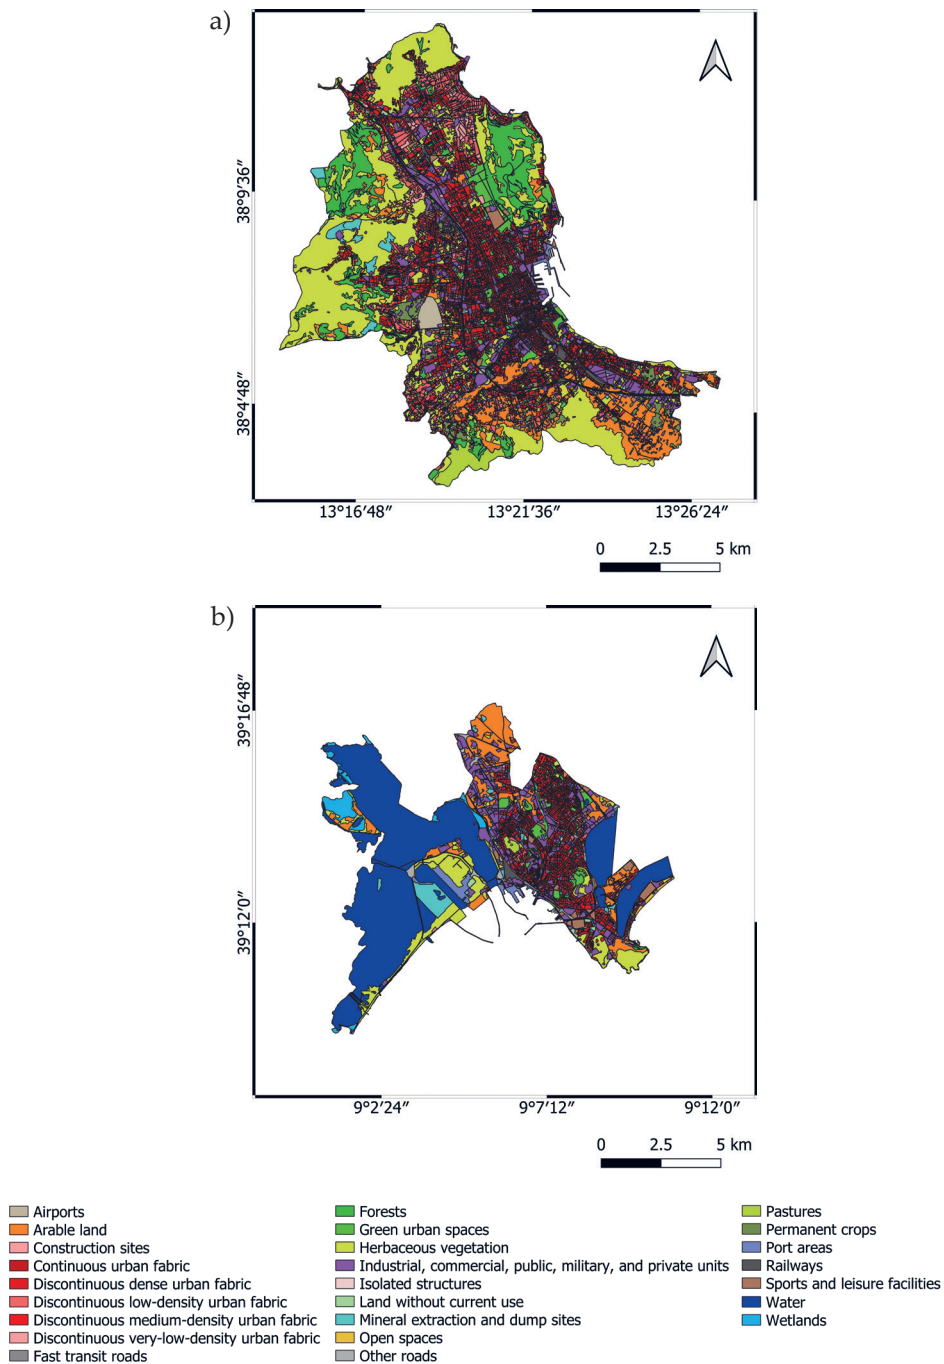 a)
38°9′36″
38°4′48″
13°16′48″ 13°21′36″ 13°26′24″
0 2.5 5 km
b)
39°16′48″
39°12′0″
9°2′24″ 9°7′12″ 9°12′0″
0 2.5 5 km
Airports
Arable land
Construction sites
Continuous urban fabric
Discontinuous dense urban fabric
Discontinuous low-density urban fabric
Discontinuous medium-density urban fabric
Discontinuous very-low-density urban fabric
Fast transit roads
Forests
Green urban spaces
Herbaceous vegetation
Industrial, commercial, public, military, and private units
Isolated structures
Land without current use
Mineral extraction and dump sites
Open spaces
Other roads
Pastures
Permanent crops
Port areas
Railways
Sports and leisure facilities
Water
Wetlands